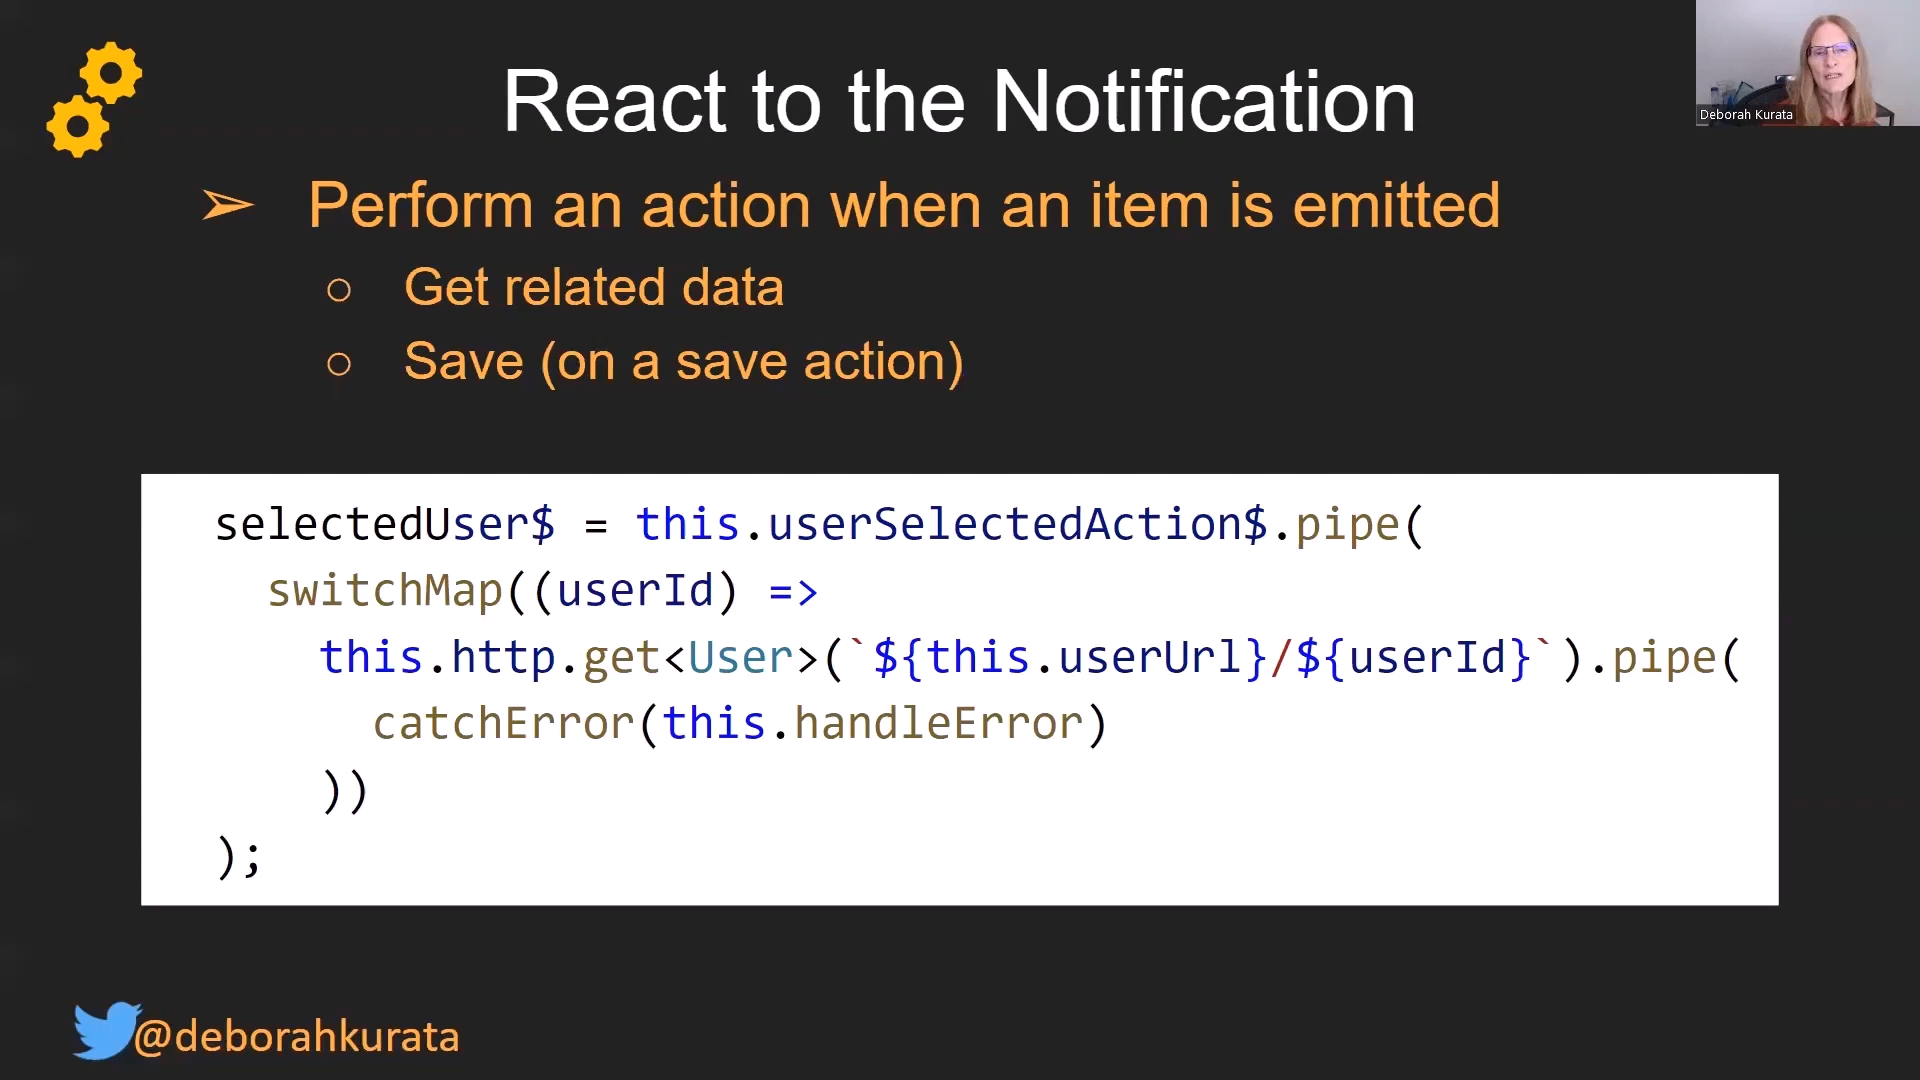 React to the Notification
Deborah Kurata
➢ Perform an action when an item is emitted
○ Get related data
○ Save (on a save action)
selectedUser$ = this.userSelectedAction$.pipe(
switchMap((userId) =>
this.http.get<User>(`${this.userUrl}/${userId}`).pipe(
catchError(this.handleError)
))
);
@deborahkurata